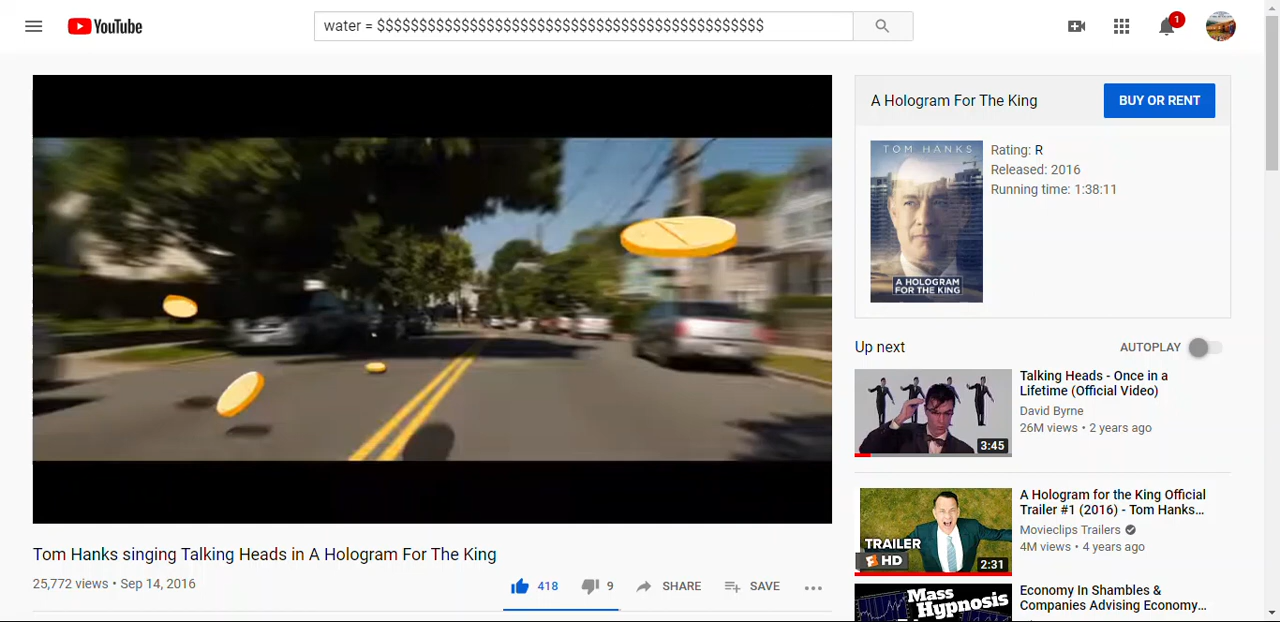 YouTube
water = $$$$$$$$$$$$$$$$$$$$$$$$$$$$$$$$$$$$$$$$$$$$$$$
1
A Hologram For The King
BUY OR RENT
TOM HANKS
A HOLOGRAM
FOR THE KING
Rating: R
Released: 2016
Running time: 1:38:11
Up next
AUTOPLAY
Talking Heads - Once in a
Lifetime (Official Video)
David Byrne
26M views • 2 years ago
3:45
A Hologram for the King Official
Trailer #1 (2016) - Tom Hanks...
Movieclips Trailers
4M views • 4 years ago
TRAILER
HD
2:31
Mass
Hypnosis
Economy In Shambles &
Companies Advising Economy...
Tom Hanks singing Talking Heads in A Hologram For The King
25,772 views • Sep 14, 2016
418
9
SHARE
SAVE